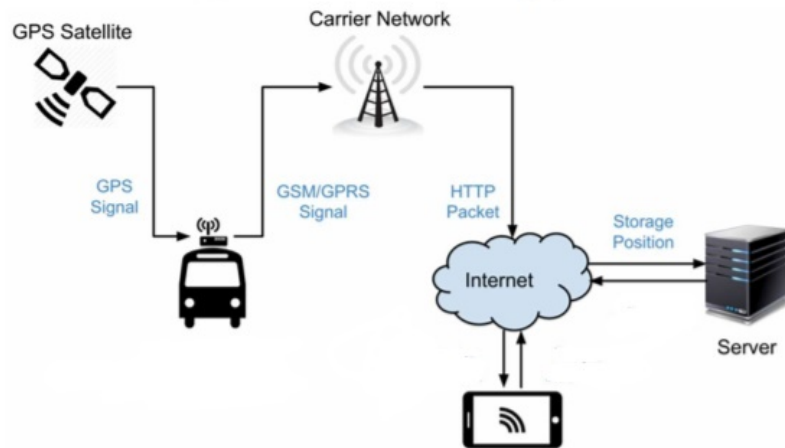 GPS Satellite
Carrier Network
GPS
Signal
GSM/GPRS
Signal
HTTP
Packet
Storage
Position
Internet
Server